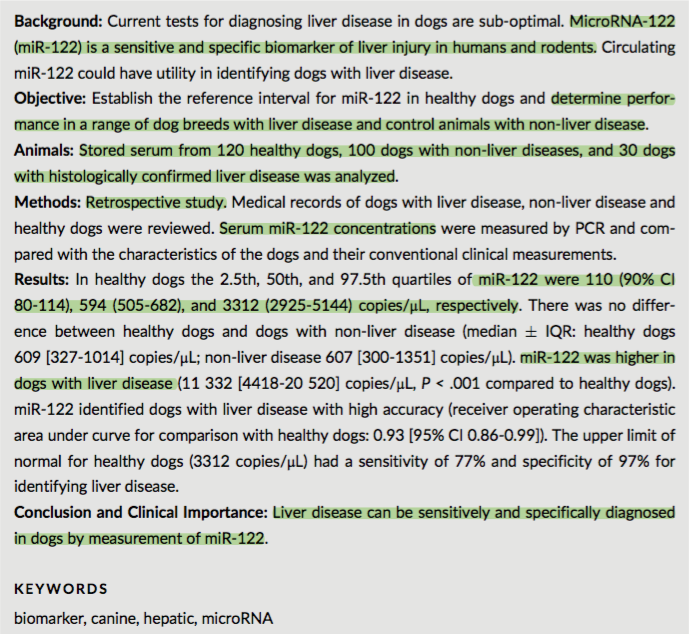 Background: Current tests for diagnosing liver disease in dogs are sub-optimal. MicroRNA-122
(miR-122) is a sensitive and specific biomarker of liver injury in humans and rodents. Circulating
miR-122 could have utility in identifying dogs with liver disease.
Objective: Establish the reference interval for miR-122 in healthy dogs and determine perfor-
mance in a range of dog breeds with liver disease and control animals with non-liver disease.
Animals: Stored serum from 120 healthy dogs, 100 dogs with non-liver diseases, and 30 dogs
with histologically confirmed liver disease was analyzed.
Methods: Retrospective study. Medical records of dogs with liver disease, non-liver disease and
healthy dogs were reviewed. Serum miR-122 concentrations were measured by PCR and com-
pared with the characteristics of the dogs and their conventional clinical measurements.
Results: In healthy dogs the 2.5th, 50th, and 97.5th quartiles of miR-122 were 110 (90% CI
80-114), 594 (505-682), and 3312 (2925-5144) copies/μL, respectively. There was no differ-
ence between healthy dogs and dogs with non-liver disease (median ± IQR: healthy dogs
609 [327-1014] copies/μL; non-liver disease 607 [300-1351] copies/μL). miR-122 was higher in
dogs with liver disease (11 332 [4418-20 520] copies/μL, P < .001 compared to healthy dogs).
miR-122 identified dogs with liver disease with high accuracy (receiver operating characteristic
area under curve for comparison with healthy dogs: 0.93 [95% CI 0.86-0.99]). The upper limit of
normal for healthy dogs (3312 copies/μL) had a sensitivity of 77% and specificity of 97% for
identifying liver disease.
Conclusion and Clinical Importance: Liver disease can be sensitively and specifically diagnosed
in dogs by measurement of miR-122.
KEYWORDS
biomarker, canine, hepatic, microRNA